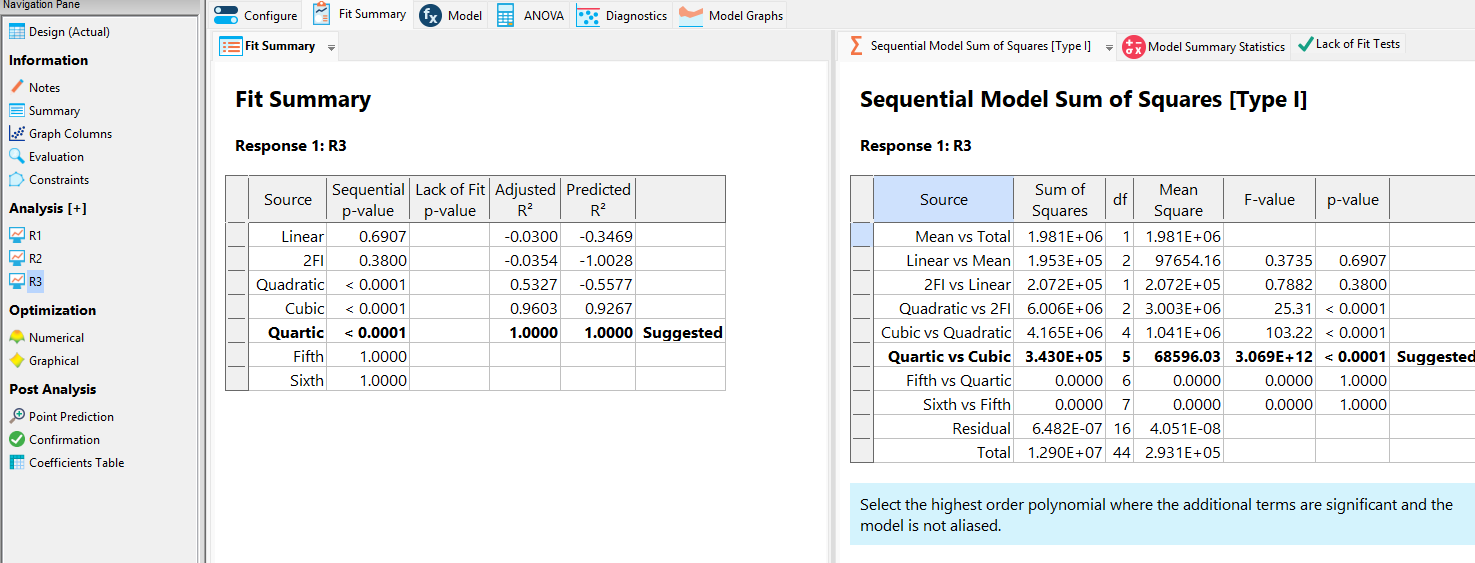 Navigation Pane
Design (Actual)
Information
Notes
Summary
Graph Columns
Evaluation
Constraints
Analysis [+]
R1
R2
R3
Optimization
Numerical
Graphical
Post Analysis
Point Prediction
Confirmation
Coefficients Table
Configure Fit Summary Model ANOVA Diagnostics Model Graphs
Fit Summary
Fit Summary
Response 1: R3
Source Sequential p-value Lack of Fit p-value Adjusted R² Predicted R²
Linear 0.6907 -0.0300 -0.3469
2FI 0.3800 -0.0354 -1.0028
Quadratic < 0.0001 0.5327 -0.5577
Cubic < 0.0001 0.9603 0.9267
Quartic < 0.0001 1.0000 1.0000 Suggested
Fifth 1.0000
Sixth 1.0000
Sequential Model Sum of Squares [Type I] Model Summary Statistics Lack of Fit Tests
Sequential Model Sum of Squares [Type I]
Response 1: R3
Source Sum of Squares df Mean Square F-value p-value
Mean vs Total 1.981E+06 1 1.981E+06
Linear vs Mean 1.953E+05 2 97654.16 0.3735 0.6907
2FI vs Linear 2.072E+05 1 2.072E+05 0.7882 0.3800
Quadratic vs 2FI 6.006E+06 2 3.003E+06 25.31 < 0.0001
Cubic vs Quadratic 4.165E+06 4 1.041E+06 103.22 < 0.0001
Quartic vs Cubic 3.430E+05 5 68596.03 3.069E+12 < 0.0001 Suggested
Fifth vs Quartic 0.0000 6 0.0000 0.0000 1.0000
Sixth vs Fifth 0.0000 7 0.0000 0.0000 1.0000
Residual 6.482E-07 16 4.051E-08
Total 1.290E+07 44 2.931E+05
Select the highest order polynomial where the additional terms are significant and the
model is not aliased.